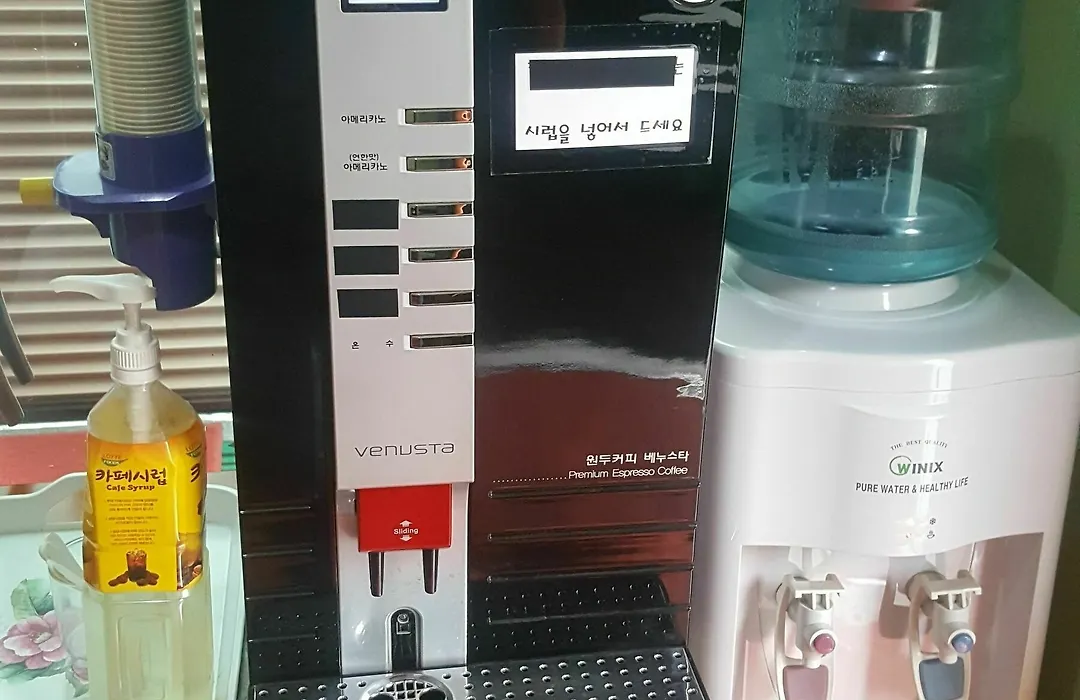 시럽을 넣어서 드세요
아메리카노
(연한맛)
아메리카노
온 수
venusta
원두커피 베누스타
Premium Espresso Coffee
Sliding
카페시럽
Cafe Syrup
THE BEST QUALITY
WINIX
PURE WATER & HEALTHY LIFE